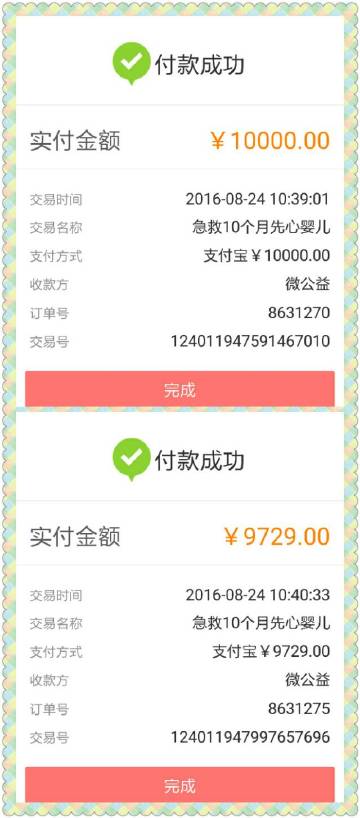 付款成功
实付金额 ￥10000.00
交易时间 2016-08-24 10:39:01
交易名称 急救10个月先心婴儿
支付方式 支付宝￥10000.00
收款方 微公益
订单号 8631270
交易号 124011947591467010
完成
付款成功
实付金额 ￥9729.00
交易时间 2016-08-24 10:40:33
交易名称 急救10个月先心婴儿
支付方式 支付宝￥9729.00
收款方 微公益
订单号 8631275
交易号 124011947997657696
完成